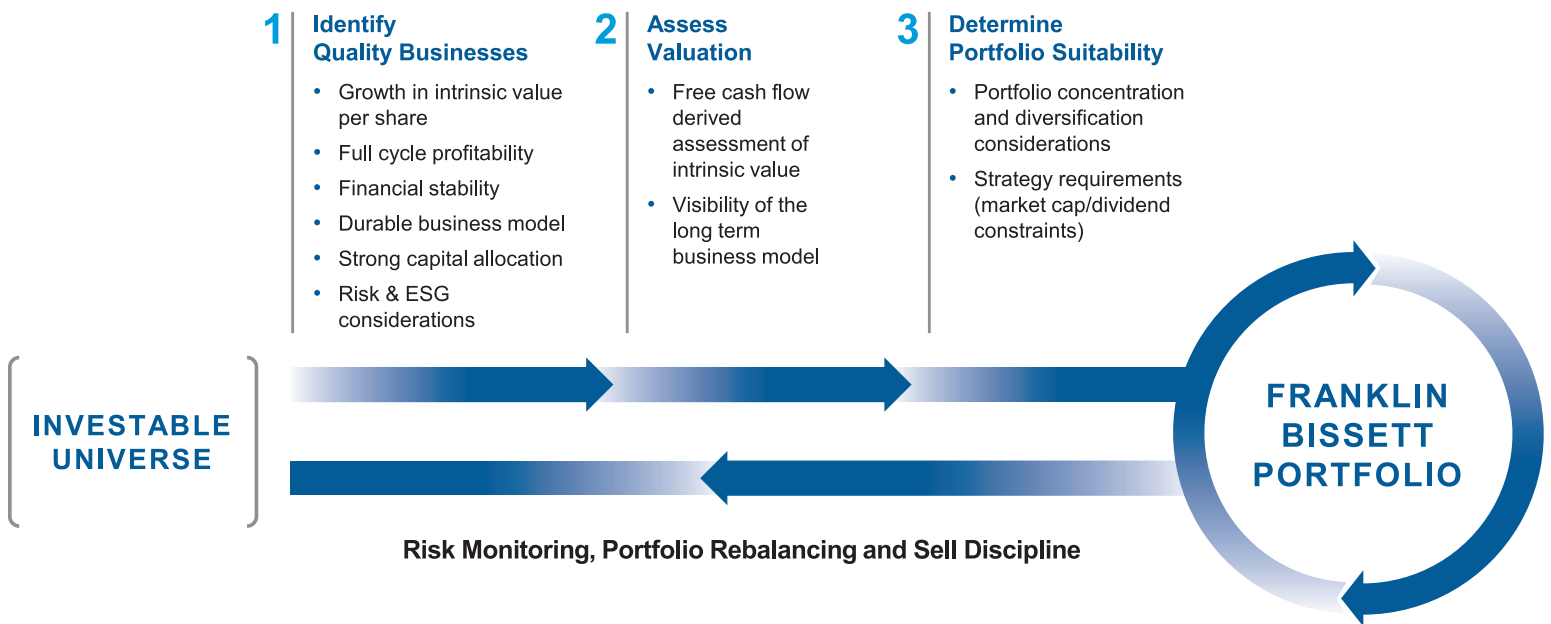 1
Identify
Quality Businesses
• Growth in intrinsic value
per share
• Full cycle profitability
• Financial stability
• Durable business model
• Strong capital allocation
• Risk & ESG
considerations
2
Assess
Valuation
• Free cash flow
derived
assessment of
intrinsic value
• Visibility of the
long term
business model
3
Determine
Portfolio Suitability
• Portfolio concentration
and diversification
considerations
• Strategy requirements
(market cap/dividend
constraints)
INVESTABLE
UNIVERSE
FRANKLIN
BISSETT
PORTFOLIO
Risk Monitoring, Portfolio Rebalancing and Sell Discipline